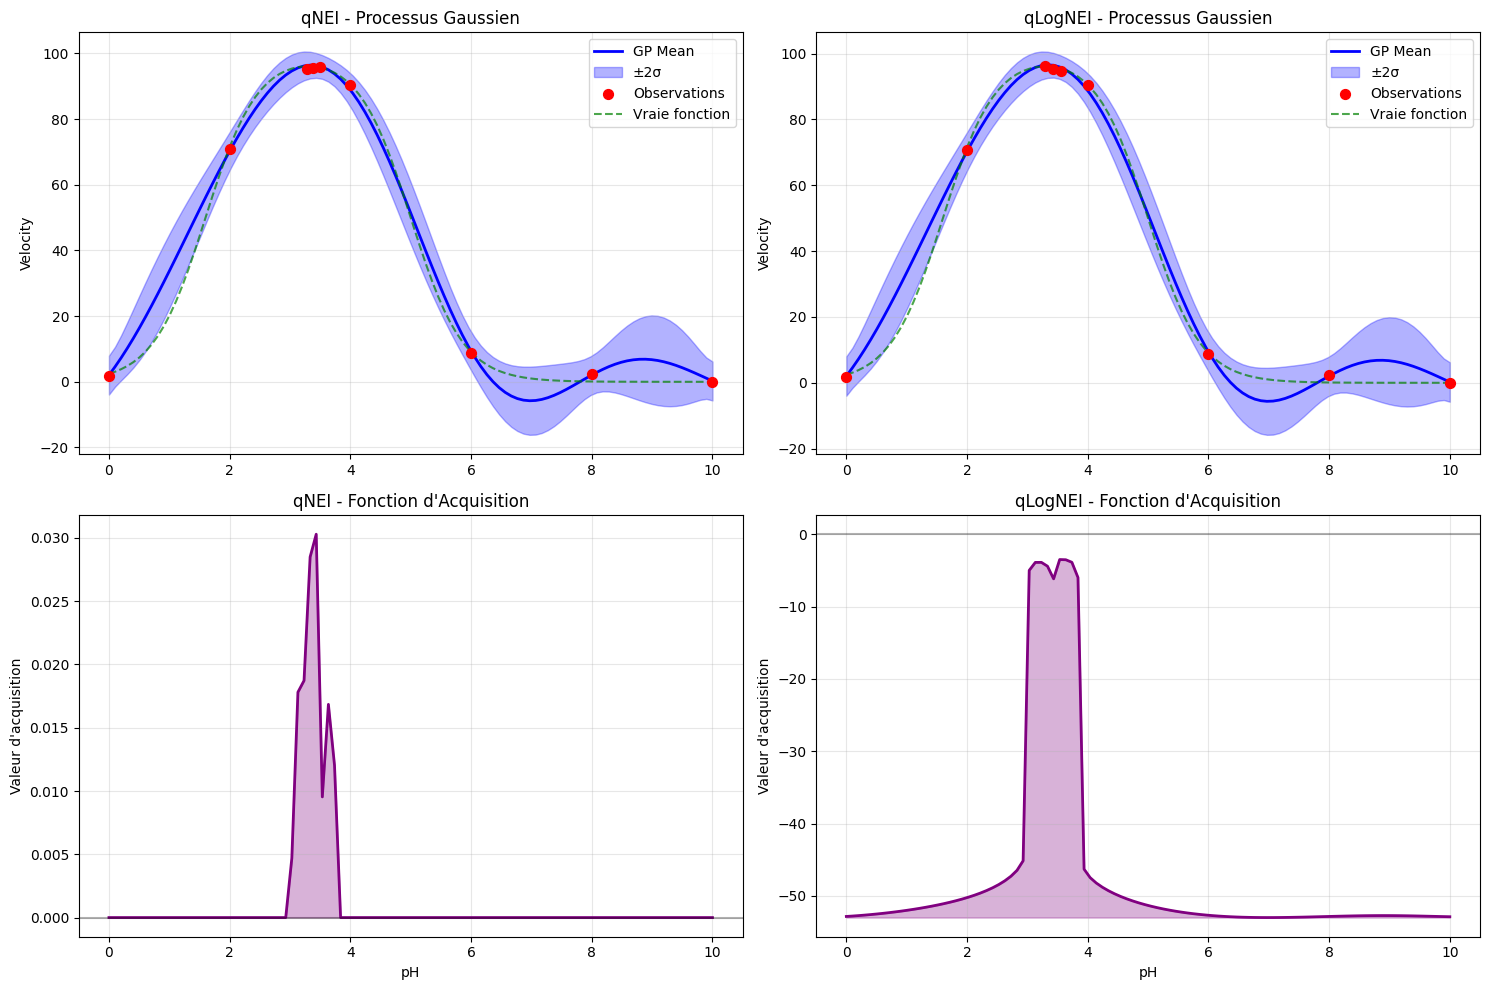 qNEI - Processus Gaussien
Velocity
100
80
60
40
20
0
−20
0 2 4 6 8 10
GP Mean
±2σ
Observations
Vraie fonction
qLogNEI - Processus Gaussien
Velocity
100
80
60
40
20
0
−20
0 2 4 6 8 10
GP Mean
±2σ
Observations
Vraie fonction
qNEI - Fonction d'Acquisition
Valeur d'acquisition
0.030
0.025
0.020
0.015
0.010
0.005
0.000
0 2 4 6 8 10
pH
qLogNEI - Fonction d'Acquisition
Valeur d'acquisition
0
−10
−20
−30
−40
−50
0 2 4 6 8 10
pH